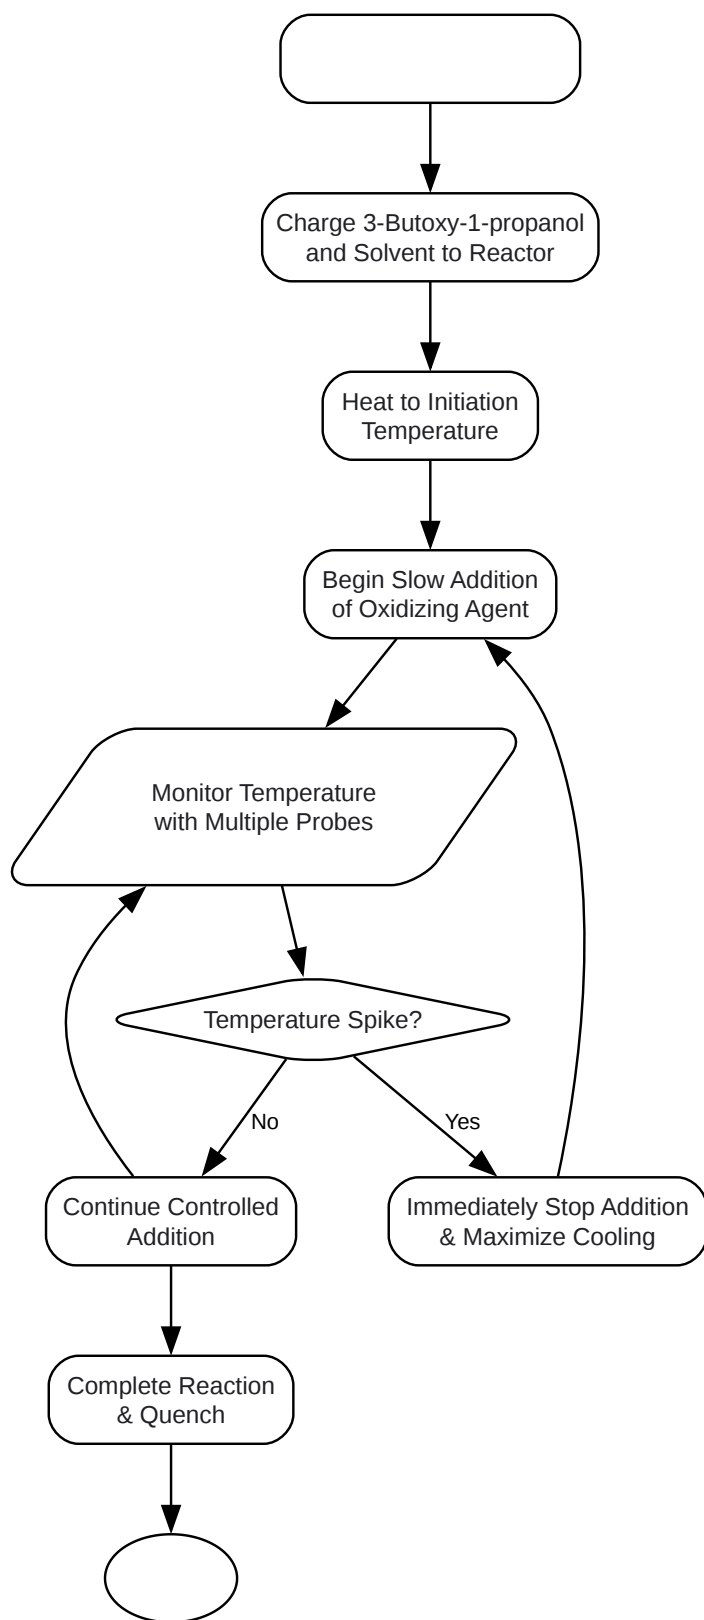 Charge 3-Butoxy-1-propanol
and Solvent to Reactor
Heat to Initiation
Temperature
Begin Slow Addition
of Oxidizing Agent
Monitor Temperature
with Multiple Probes
Temperature Spike?
No
Yes
Continue Controlled
Addition
Immediately Stop Addition
& Maximize Cooling
Complete Reaction
& Quench